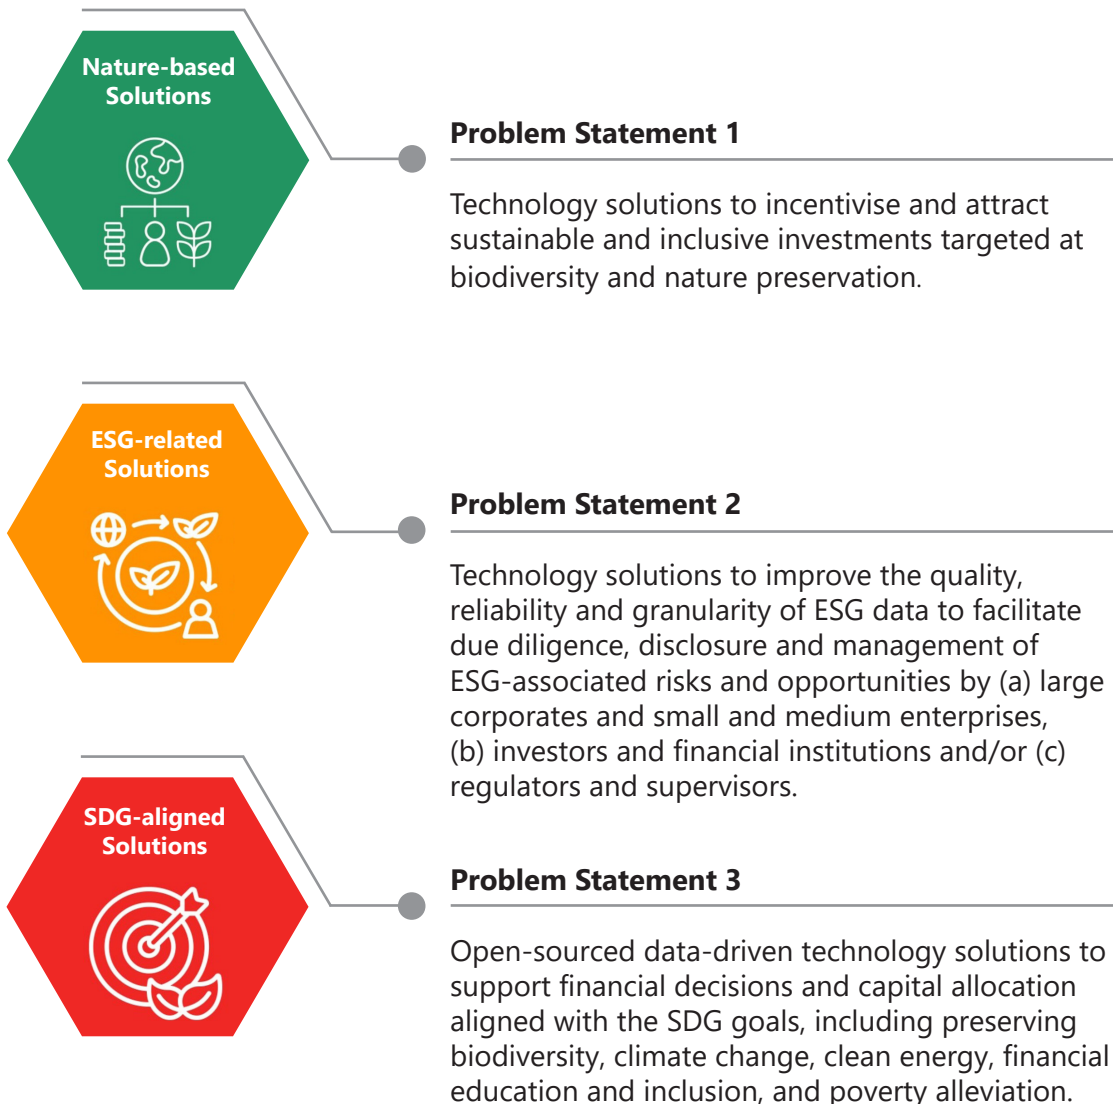 Nature-based
Solutions
Problem Statement 1
Technology solutions to incentivise and attract
sustainable and inclusive investments targeted at
biodiversity and nature preservation.
ESG-related
Solutions
Problem Statement 2
Technology solutions to improve the quality,
reliability and granularity of ESG data to facilitate
due diligence, disclosure and management of
ESG-associated risks and opportunities by (a) large
corporates and small and medium enterprises,
(b) investors and financial institutions and/or (c)
regulators and supervisors.
SDG-aligned
Solutions
Problem Statement 3
Open-sourced data-driven technology solutions to
support financial decisions and capital allocation
aligned with the SDG goals, including preserving
biodiversity, climate change, clean energy, financial
education and inclusion, and poverty alleviation.